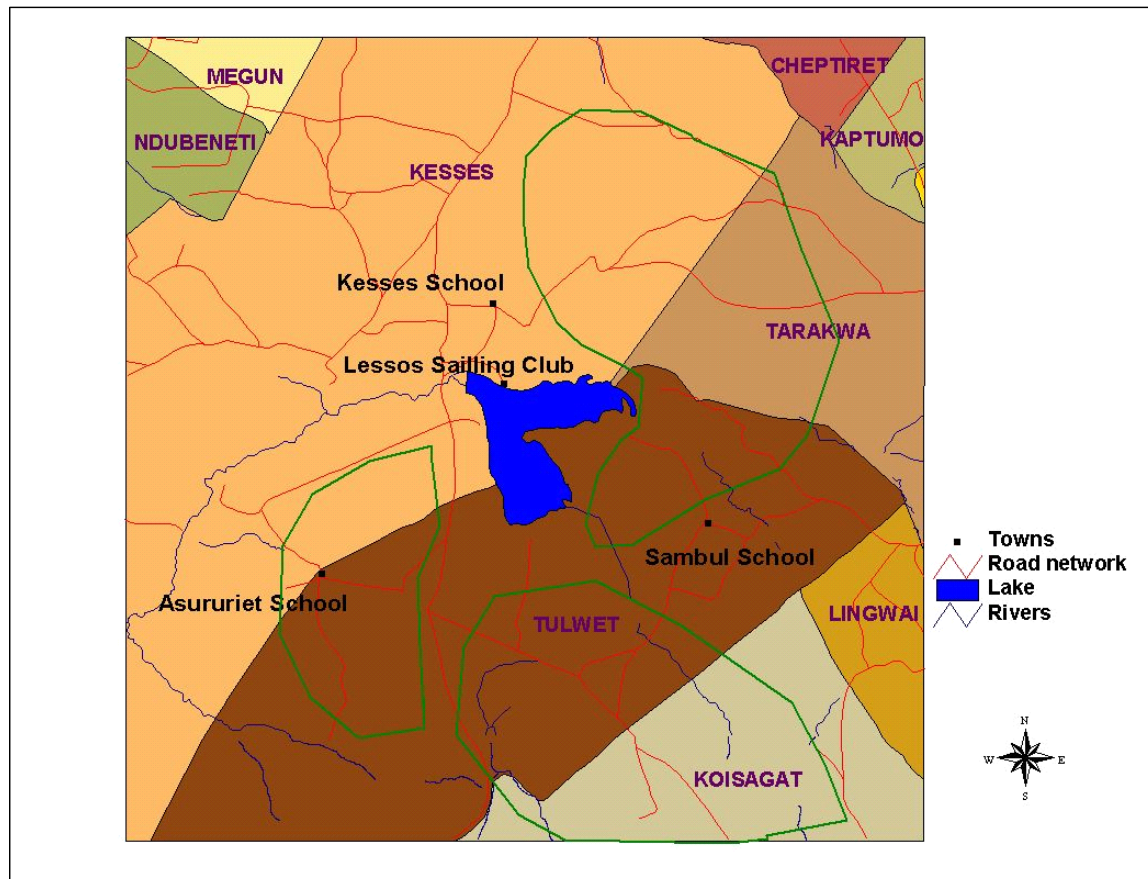 MEGUN
CHEPTIRET
NDUBENETI
KAPTUMO
KESSES
Kesses School
TARAKWA
Lessos Sailling Club
Sambul School
Asururiet School
TULWET
LINGWAI
KOISAGAT
Towns
Road network
Lake
Rivers
N
W E
S